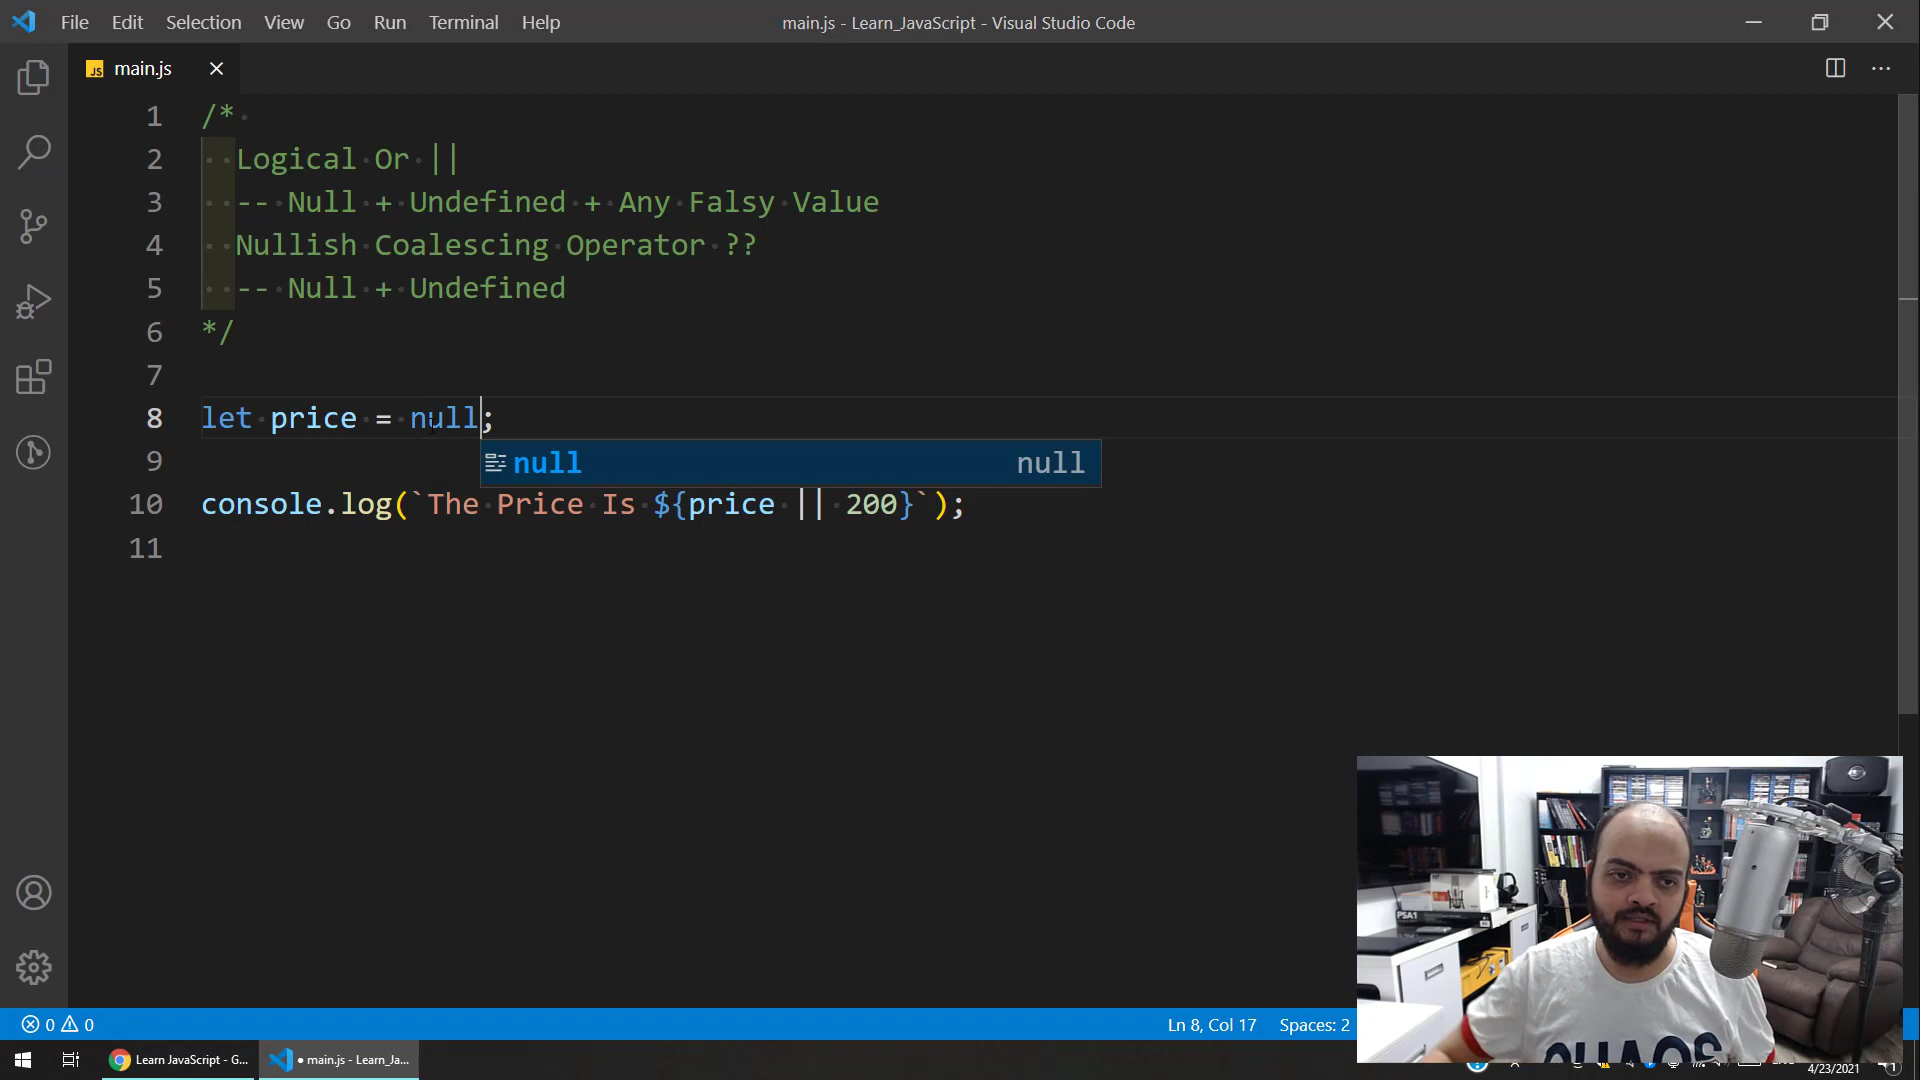 File Edit Selection View Go Run Terminal Help
main.js - Learn_JavaScript - Visual Studio Code
JS main.js
1 /*
2 Logical Or ||
3 -- Null + Undefined + Any Falsy Value
4 Nullish Coalescing Operator ??
5 -- Null + Undefined
6 */
7
8 let price = null;
null null
9
10 console.log(`The Price Is ${price || 200}`);
11
PSA1
CHAOS
0 0
Ln 8, Col 17 Spaces: 2
Learn JavaScript - G...
● main.js - Learn_Ja...
4/23/2021